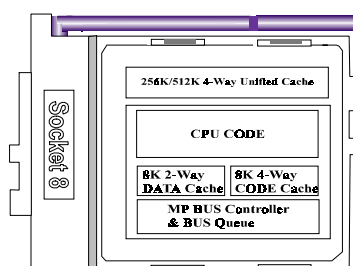 256K/512K 4-Way Unified Cache
Socket 8
CPU CODE
8K 2-Way
DATA Cache
8K 4-Way
CODE Cache
MP BUS Controller
& BUS Queue